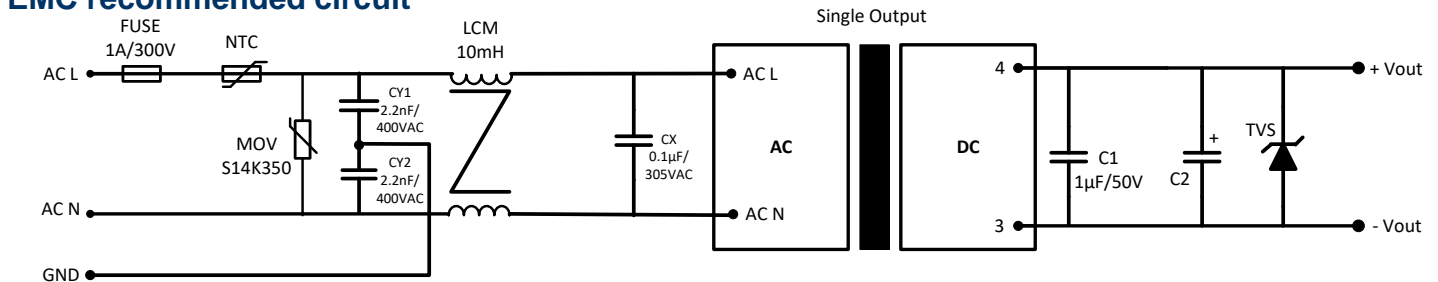 EMC recommended circuit
Single Output
FUSE
1A/300V
NTC
LCM
10mH
AC L
AC L
4
+ Vout
CY1
2.2nF/
400VAC
MOV
S14K350
CX
0.1µF/
305VAC
AC
DC
C1
1µF/50V
+
C2
TVS
CY2
2.2nF/
400VAC
AC N
AC N
3
- Vout
GND